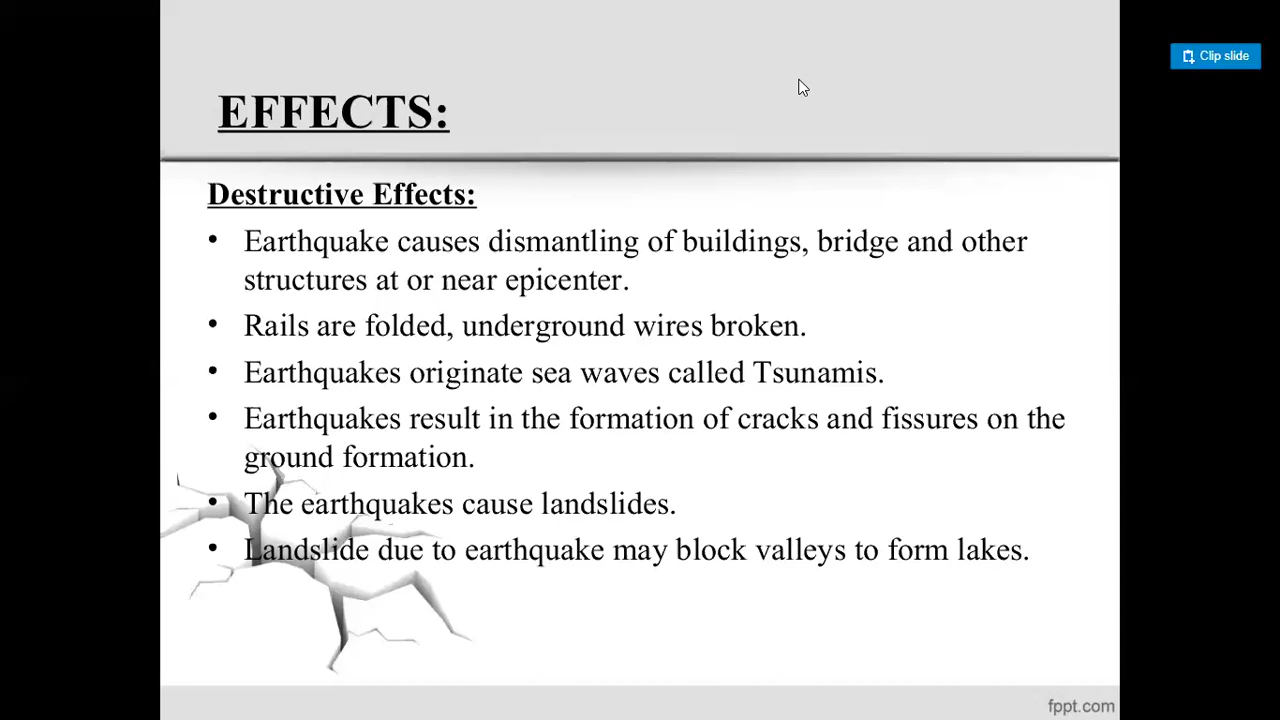 Clip slide
EFFECTS:
Destructive Effects:
• Earthquake causes dismantling of buildings, bridge and other
structures at or near epicenter.
• Rails are folded, underground wires broken.
• Earthquakes originate sea waves called Tsunamis.
• Earthquakes result in the formation of cracks and fissures on the
ground formation.
• The earthquakes cause landslides.
• Landslide due to earthquake may block valleys to form lakes.
fppt.com